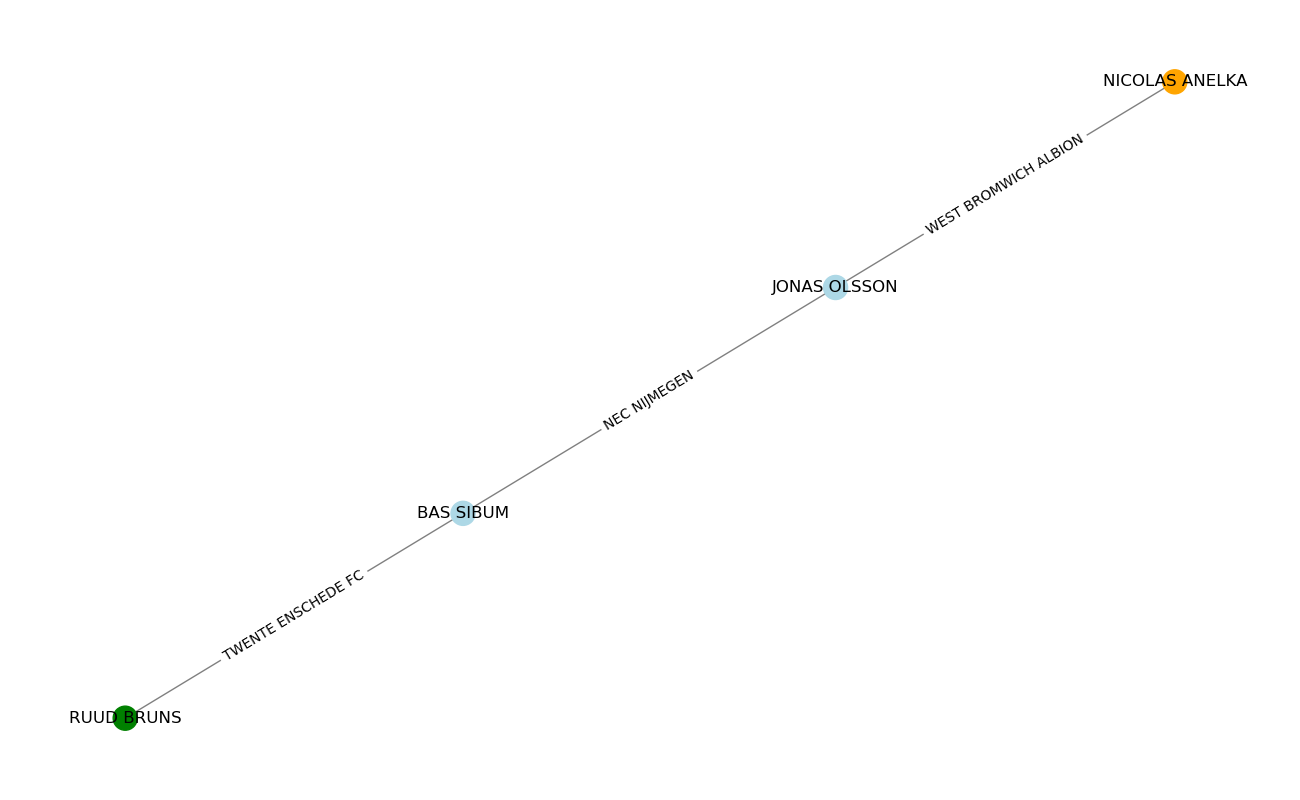 NICOLAS ANELKA
WEST BROMWICH ALBION
JONAS OLSSON
NEC NIJMEGEN
BAS SIBUM
TWENTE ENSCHEDE FC
RUUD BRUNS